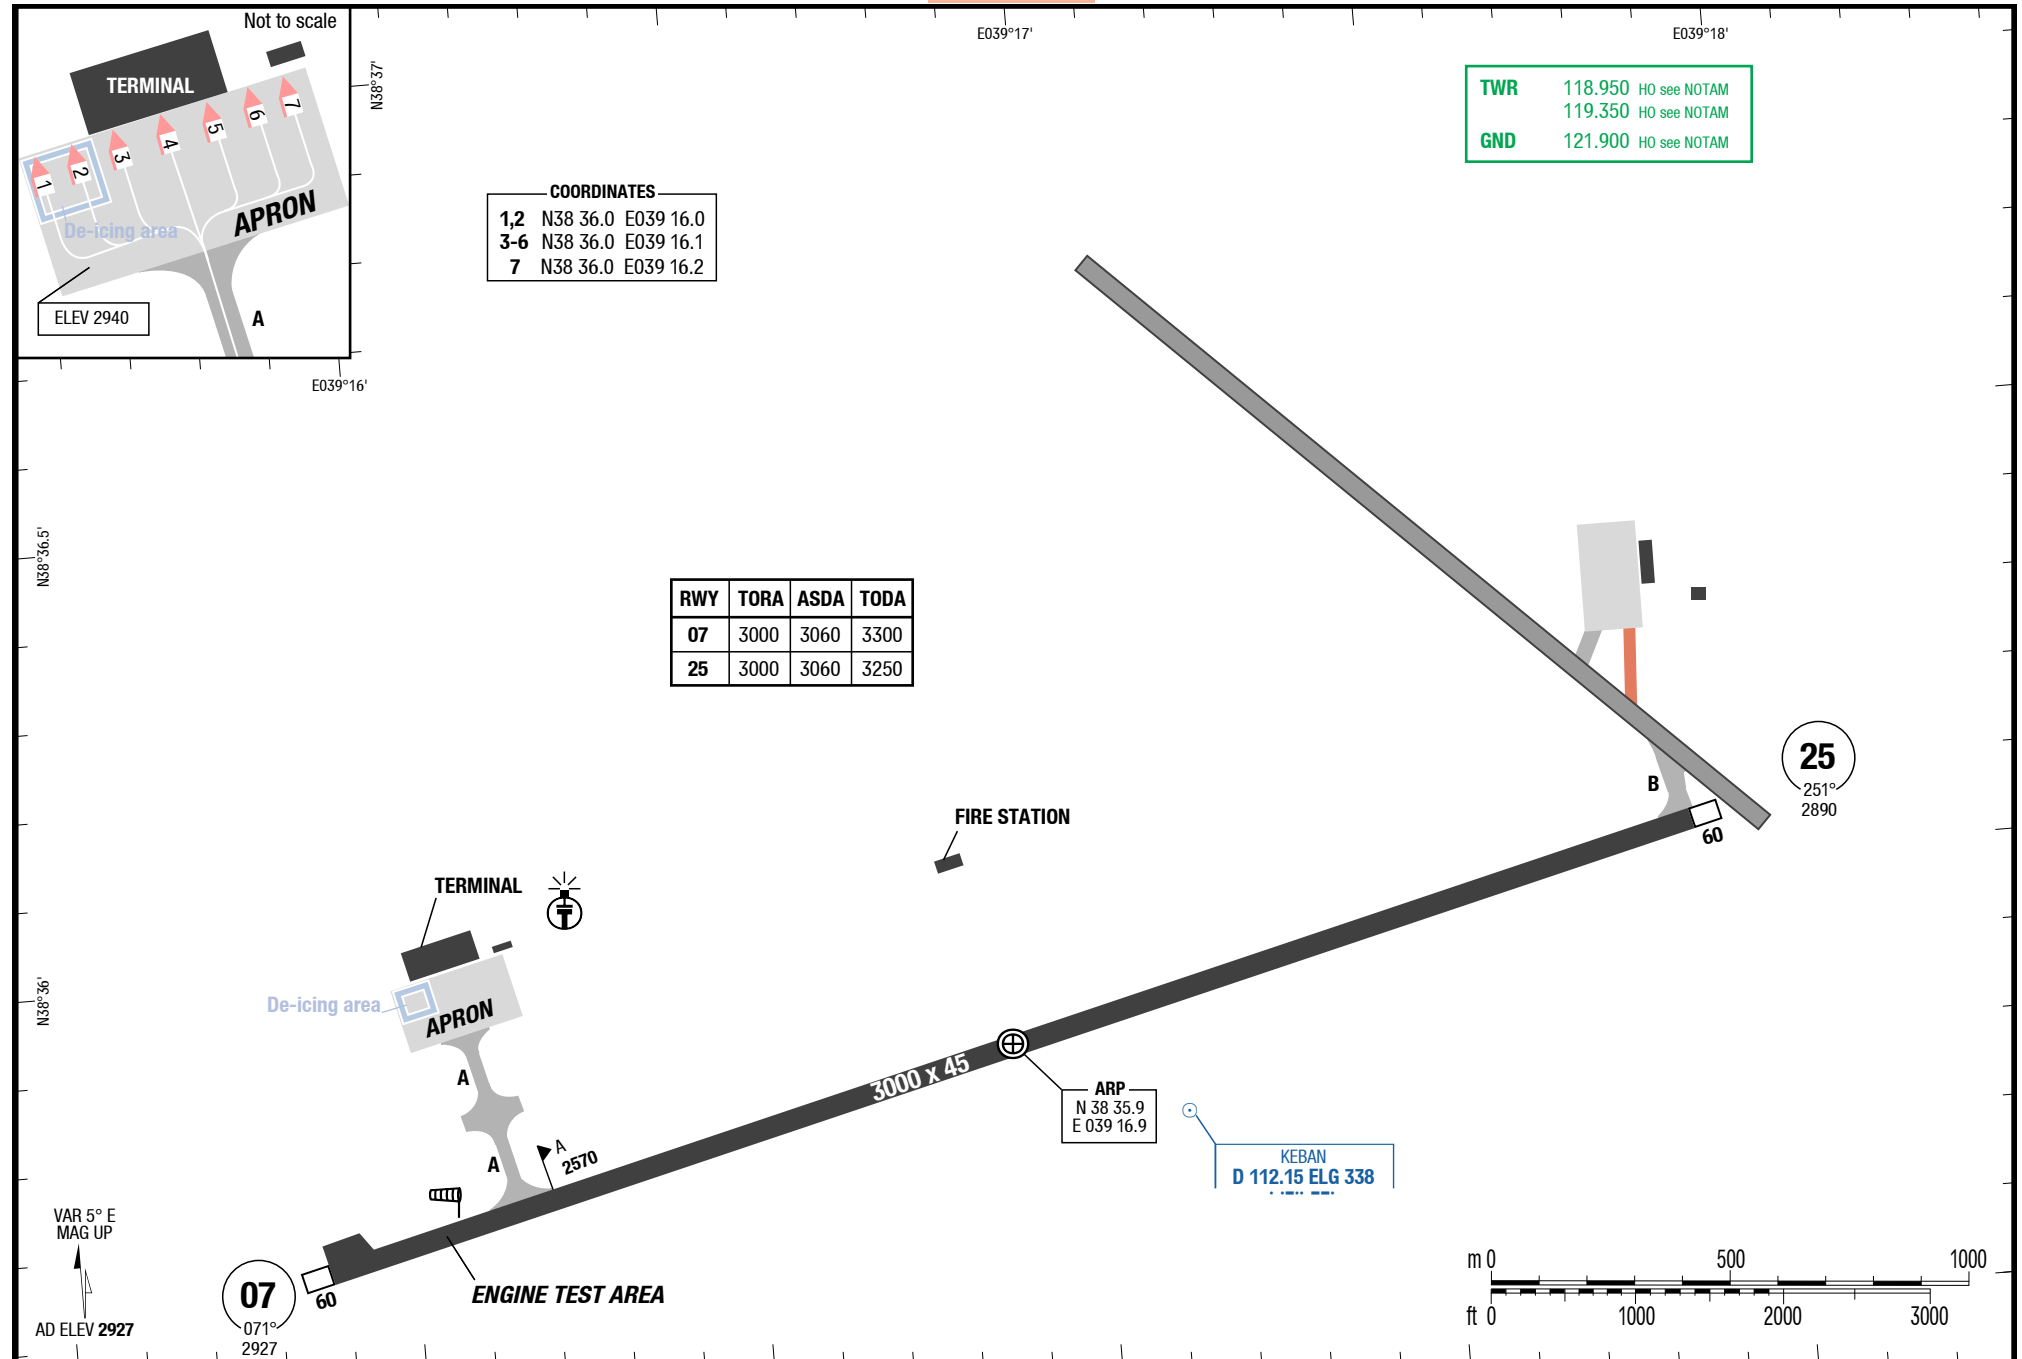 Not to scale
TERMINAL
1
2
3
4
5
6
7
De-icing area
APRON
ELEV 2940
A
N38°37'
E039°16'
E039°17'
E039°18'
TWR 118.950 HO see NOTAM
119.350 HO see NOTAM
GND 121.900 HO see NOTAM
COORDINATES
1,2 N38 36.0 E039 16.0
3-6 N38 36.0 E039 16.1
7 N38 36.0 E039 16.2
N38°36.5'
RWY TORA ASDA TODA
07 3000 3060 3300
25 3000 3060 3250
25
251°
2890
B
60
FIRE STATION
TERMINAL
De-icing area
APRON
N38°36'
A
A
A
2570
3000 x 45
ARP
N 38 35.9
E 039 16.9
KEBAN
D 112.15 ELG 338
VAR 5° E
MAG UP
AD ELEV 2927
07
071°
2927
60
ENGINE TEST AREA
m 0 500 1000
ft 0 1000 2000 3000